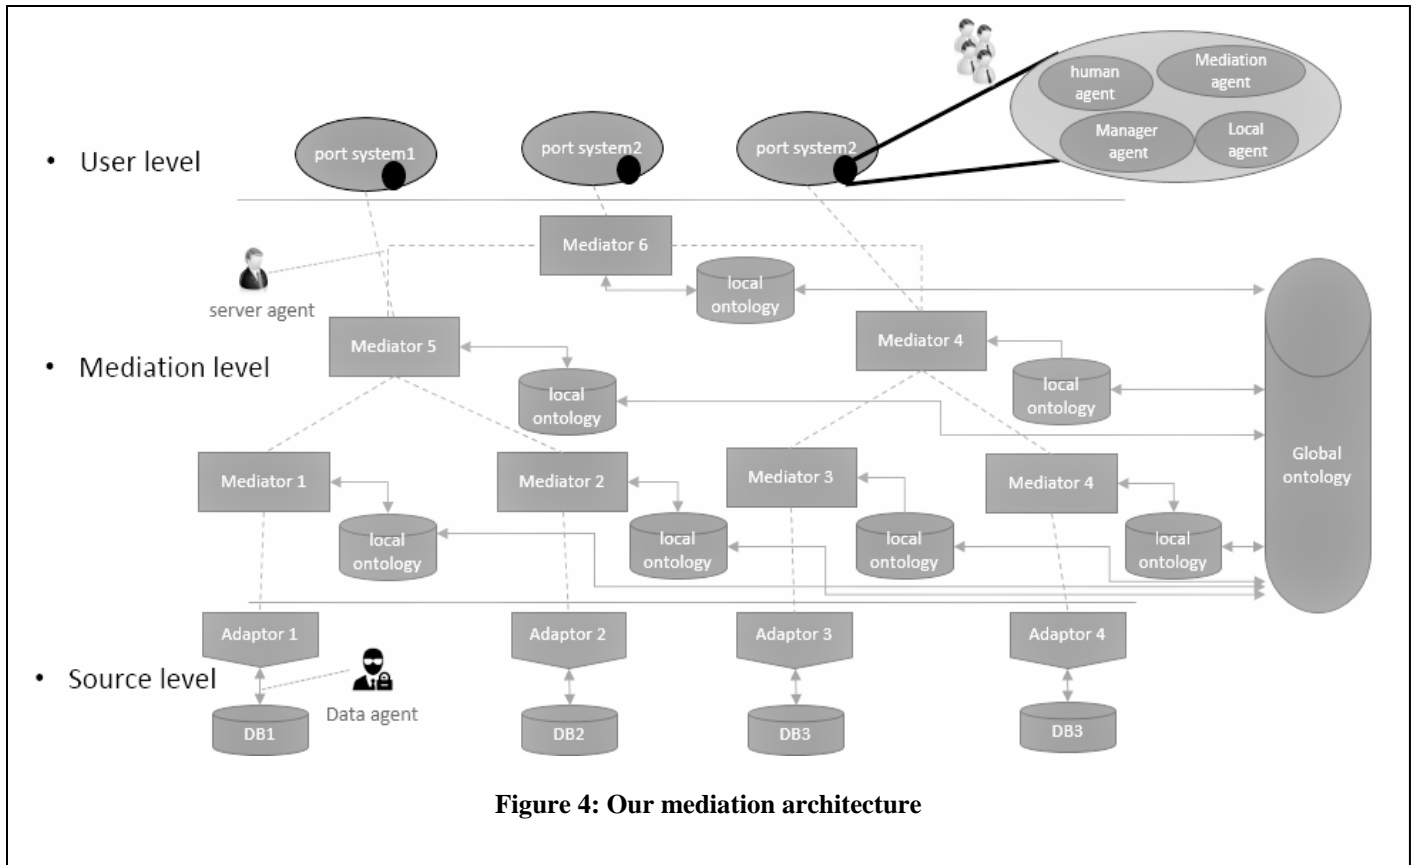 human
agent
Mediation
agent
Manager
agent
Local
agent
• User level
port system1
port system2
port system2
Mediator 6
local
ontology
server agent
Mediator 5
Mediator 4
• Mediation level
local
ontology
local
ontology
Global
ontology
Mediator 1
Mediator 2
Mediator 3
Mediator 4
local
ontology
local
ontology
local
ontology
local
ontology
Adaptor 1
Adaptor 2
Adaptor 3
Adaptor 4
• Source level
Data agent
DB1
DB2
DB3
DB3
Figure 4: Our mediation architecture